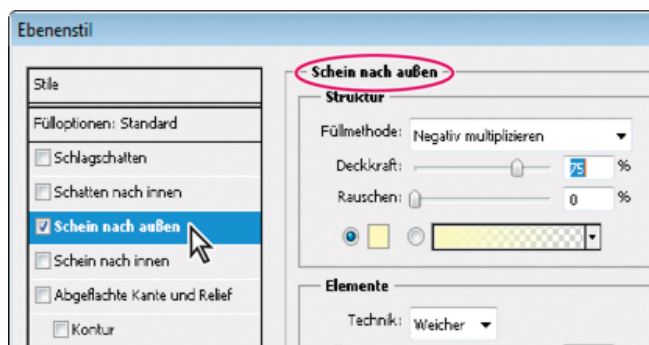 Ebenenstil
Stile
Fülloptionen: Standard
Schlagschatten
Schatten nach innen
Schein nach außen
Schein nach innen
Abgeflachte Kante und Relief
Kontur
Schein nach außen
Struktur
Füllmethode: Negativ multiplizieren
Deckkraft: 75 %
Rauschen: 0 %
Elemente
Technik: Weicher